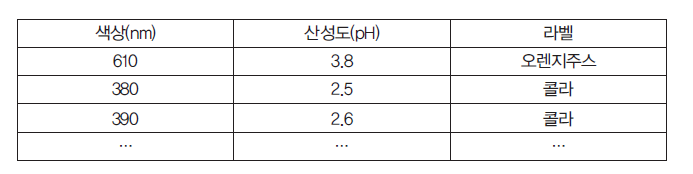 색상(nm) 산성도(pH) 라벨
610 3.8 오렌지주스
380 2.5 콜라
390 2.6 콜라
… … …